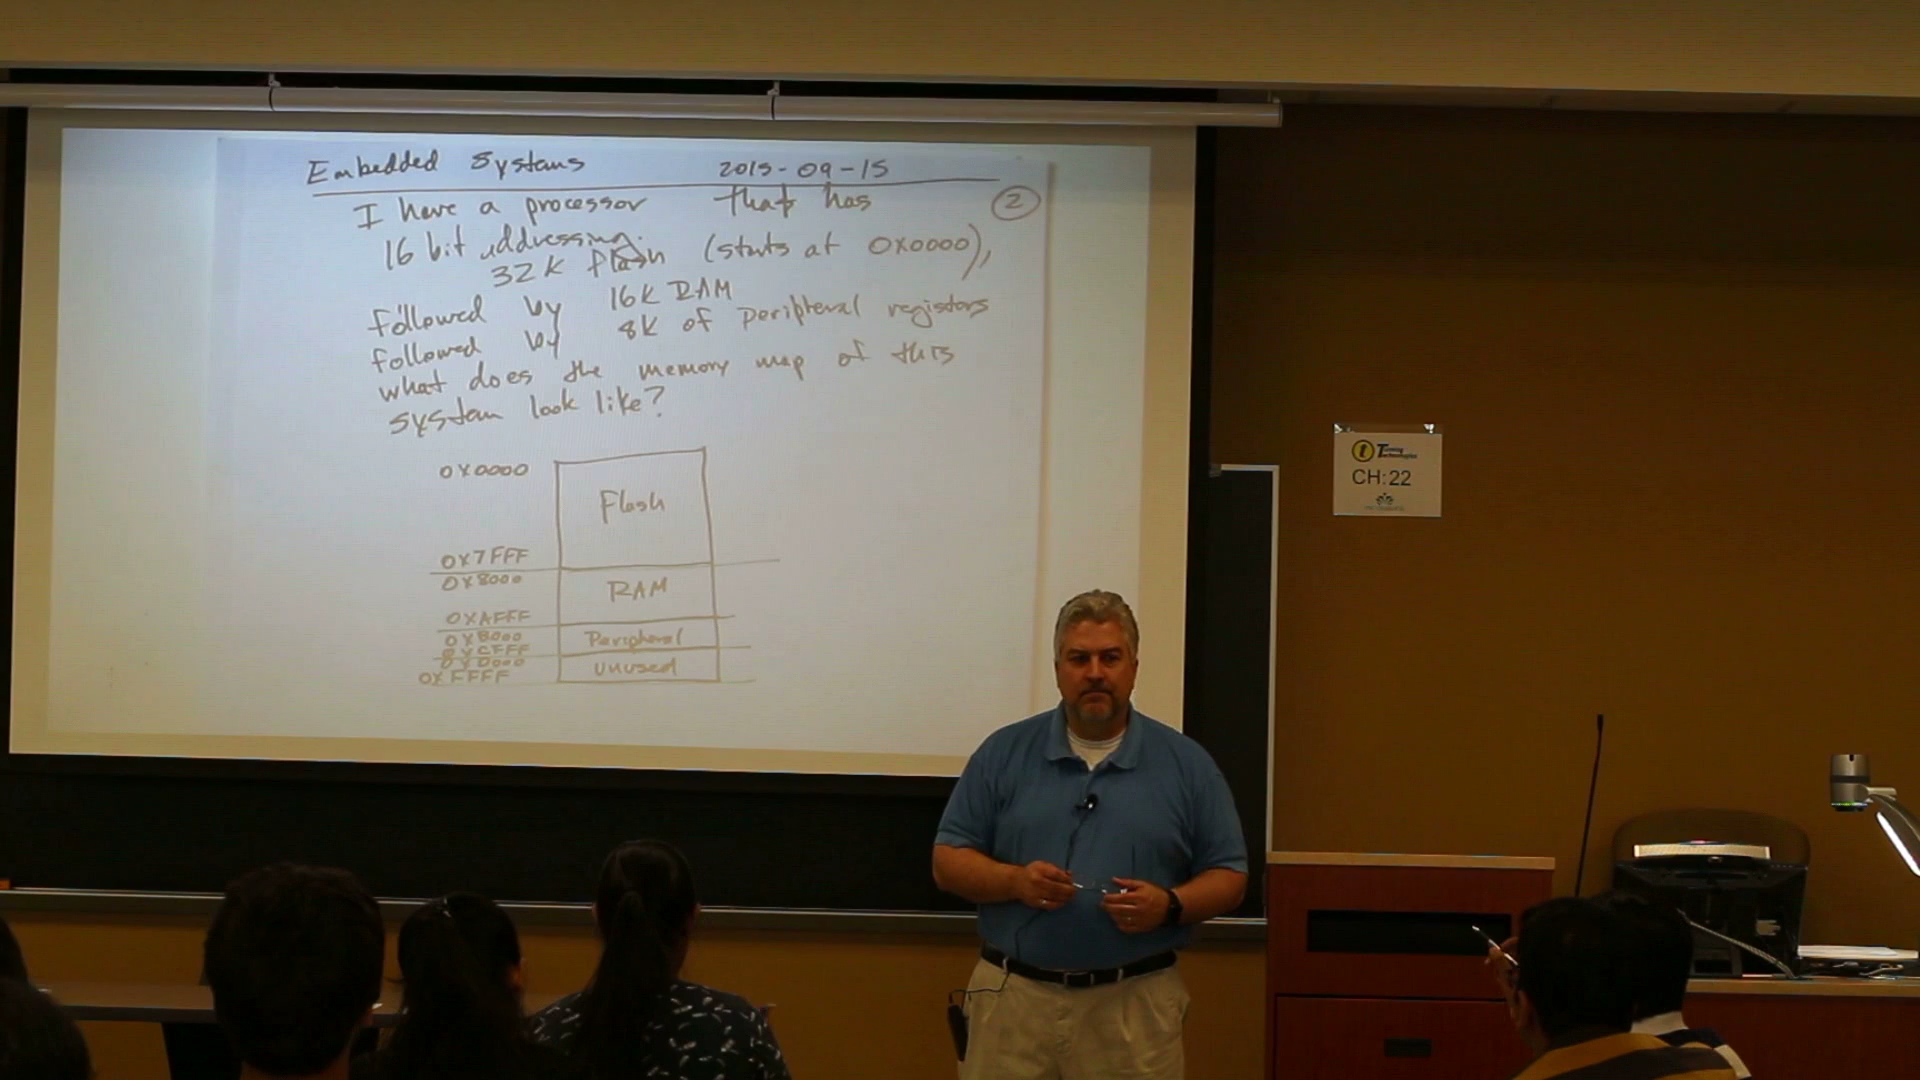 Embedded Systems 2015-09-15
I have a processor that has
2
16 bit addressing.
32K flash (starts at 0x0000),
followed by 16K RAM
followed by 8K of peripheral registers
what does the memory map of this
system look like?
0x0000
Flash
0x7FFF
0x8000
RAM
0xAFFF
0xB000
Peripheral
0xCFFF
0xD000
unused
0xFFFF
CH:22